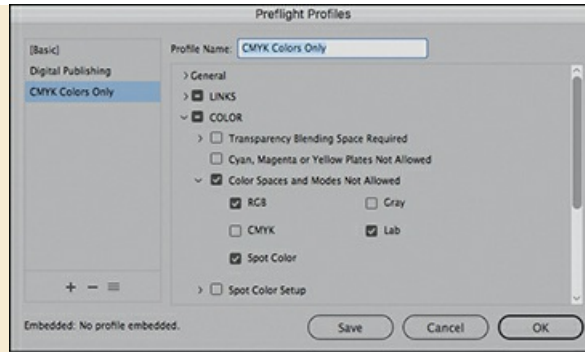 Preflight Profiles
[Basic]
Digital Publishing
CMYK Colors Only
Profile Name: CMYK Colors Only
General
LINKS
COLOR
Transparency Blending Space Required
Cyan, Magenta or Yellow Plates Not Allowed
Color Spaces and Modes Not Allowed
RGB Gray
CMYK Lab
Spot Color
Spot Color Setup
Embedded: No profile embedded.
Save Cancel OK